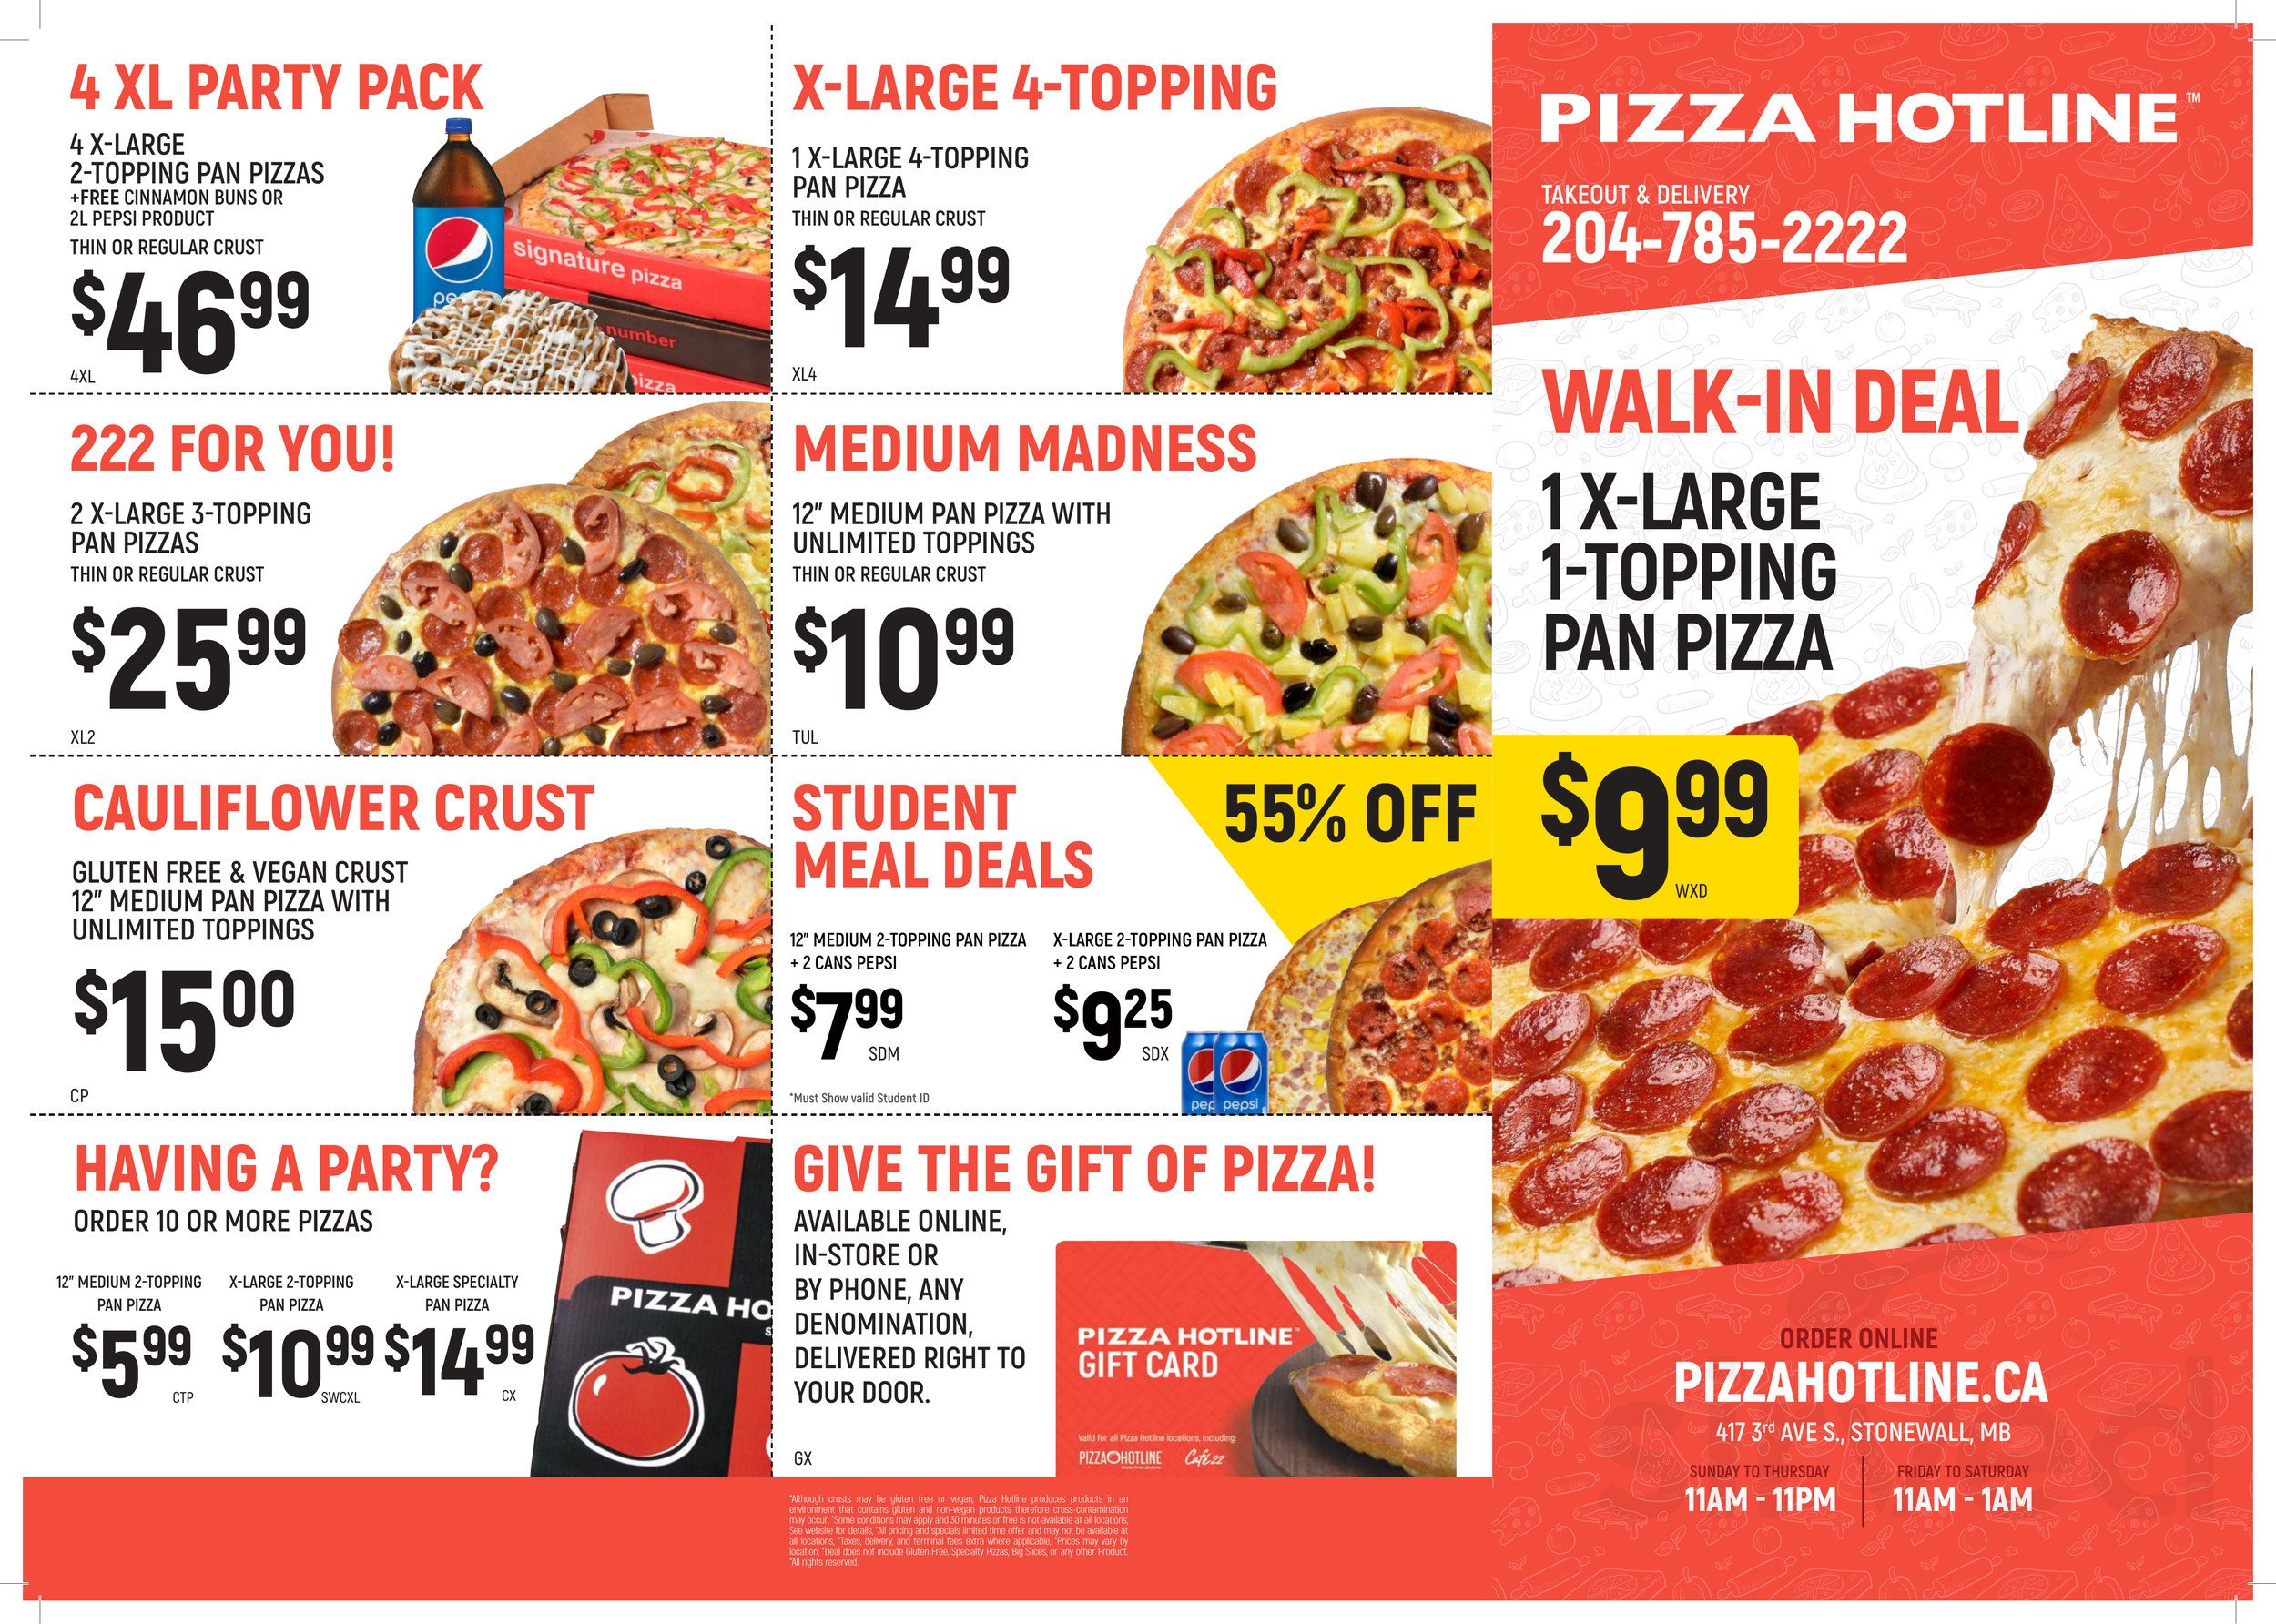 4 XL PARTY PACK
4 X-LARGE
2-TOPPING PAN PIZZAS
+FREE CINNAMON BUNS OR
2L PEPSI PRODUCT
THIN OR REGULAR CRUST
$46.99
4XL
signature pizza
number
pizza
X-LARGE 4-TOPPING
1 X-LARGE 4-TOPPING
PAN PIZZA
THIN OR REGULAR CRUST
$14.99
XL4
222 FOR YOU!
2 X-LARGE 3-TOPPING
PAN PIZZAS
THIN OR REGULAR CRUST
$25.99
XL2
MEDIUM MADNESS
12" MEDIUM PAN PIZZA WITH
UNLIMITED TOPPINGS
THIN OR REGULAR CRUST
$10.99
TUL
CAULIFLOWER CRUST
GLUTEN FREE & VEGAN CRUST
12" MEDIUM PAN PIZZA WITH
UNLIMITED TOPPINGS
$15.00
CP
STUDENT
MEAL DEALS
55% OFF
12" MEDIUM 2-TOPPING PAN PIZZA
+ 2 CANS PEPSI
$7.99
SDM
X-LARGE 2-TOPPING PAN PIZZA
+ 2 CANS PEPSI
$9.25
SDX
*Must Show valid Student ID
pep pepsi
HAVING A PARTY?
ORDER 10 OR MORE PIZZAS
12" MEDIUM 2-TOPPING
PAN PIZZA
$5.99
CTP
X-LARGE 2-TOPPING
PAN PIZZA
$10.99
SWCXL
X-LARGE SPECIALTY
PAN PIZZA
$14.99
CX
PIZZA HO
GIVE THE GIFT OF PIZZA!
AVAILABLE ONLINE,
IN-STORE OR
BY PHONE, ANY
DENOMINATION,
DELIVERED RIGHT TO
YOUR DOOR.
GX
PIZZA HOTLINE™
GIFT CARD
Valid for all Pizza Hotline locations, including:
PIZZA HOTLINE
Café 22
*Although crusts may be gluten free or vegan, Pizza Hotline produces products in an
environment that contains gluten and non-vegan products therefore cross-contamination
may occur, *Some conditions may apply and 30 minutes or free is not available at all locations,
See website for details, *All pricing and specials limited time offer and may not be available at
all locations, *Taxes, delivery, and terminal fees extra where applicable, *Prices may vary by
location, *Deal does not include Gluten Free, Specialty Pizzas, Big Slices, or any other Product.
*All rights reserved.
PIZZA HOTLINE™
TAKEOUT & DELIVERY
204-785-2222
WALK-IN DEAL
1 X-LARGE
1-TOPPING
PAN PIZZA
$9.99
WXD
ORDER ONLINE
PIZZAHOTLINE.CA
417 3rd AVE S., STONEWALL, MB
SUNDAY TO THURSDAY
11AM - 11PM
FRIDAY TO SATURDAY
11AM - 1AM